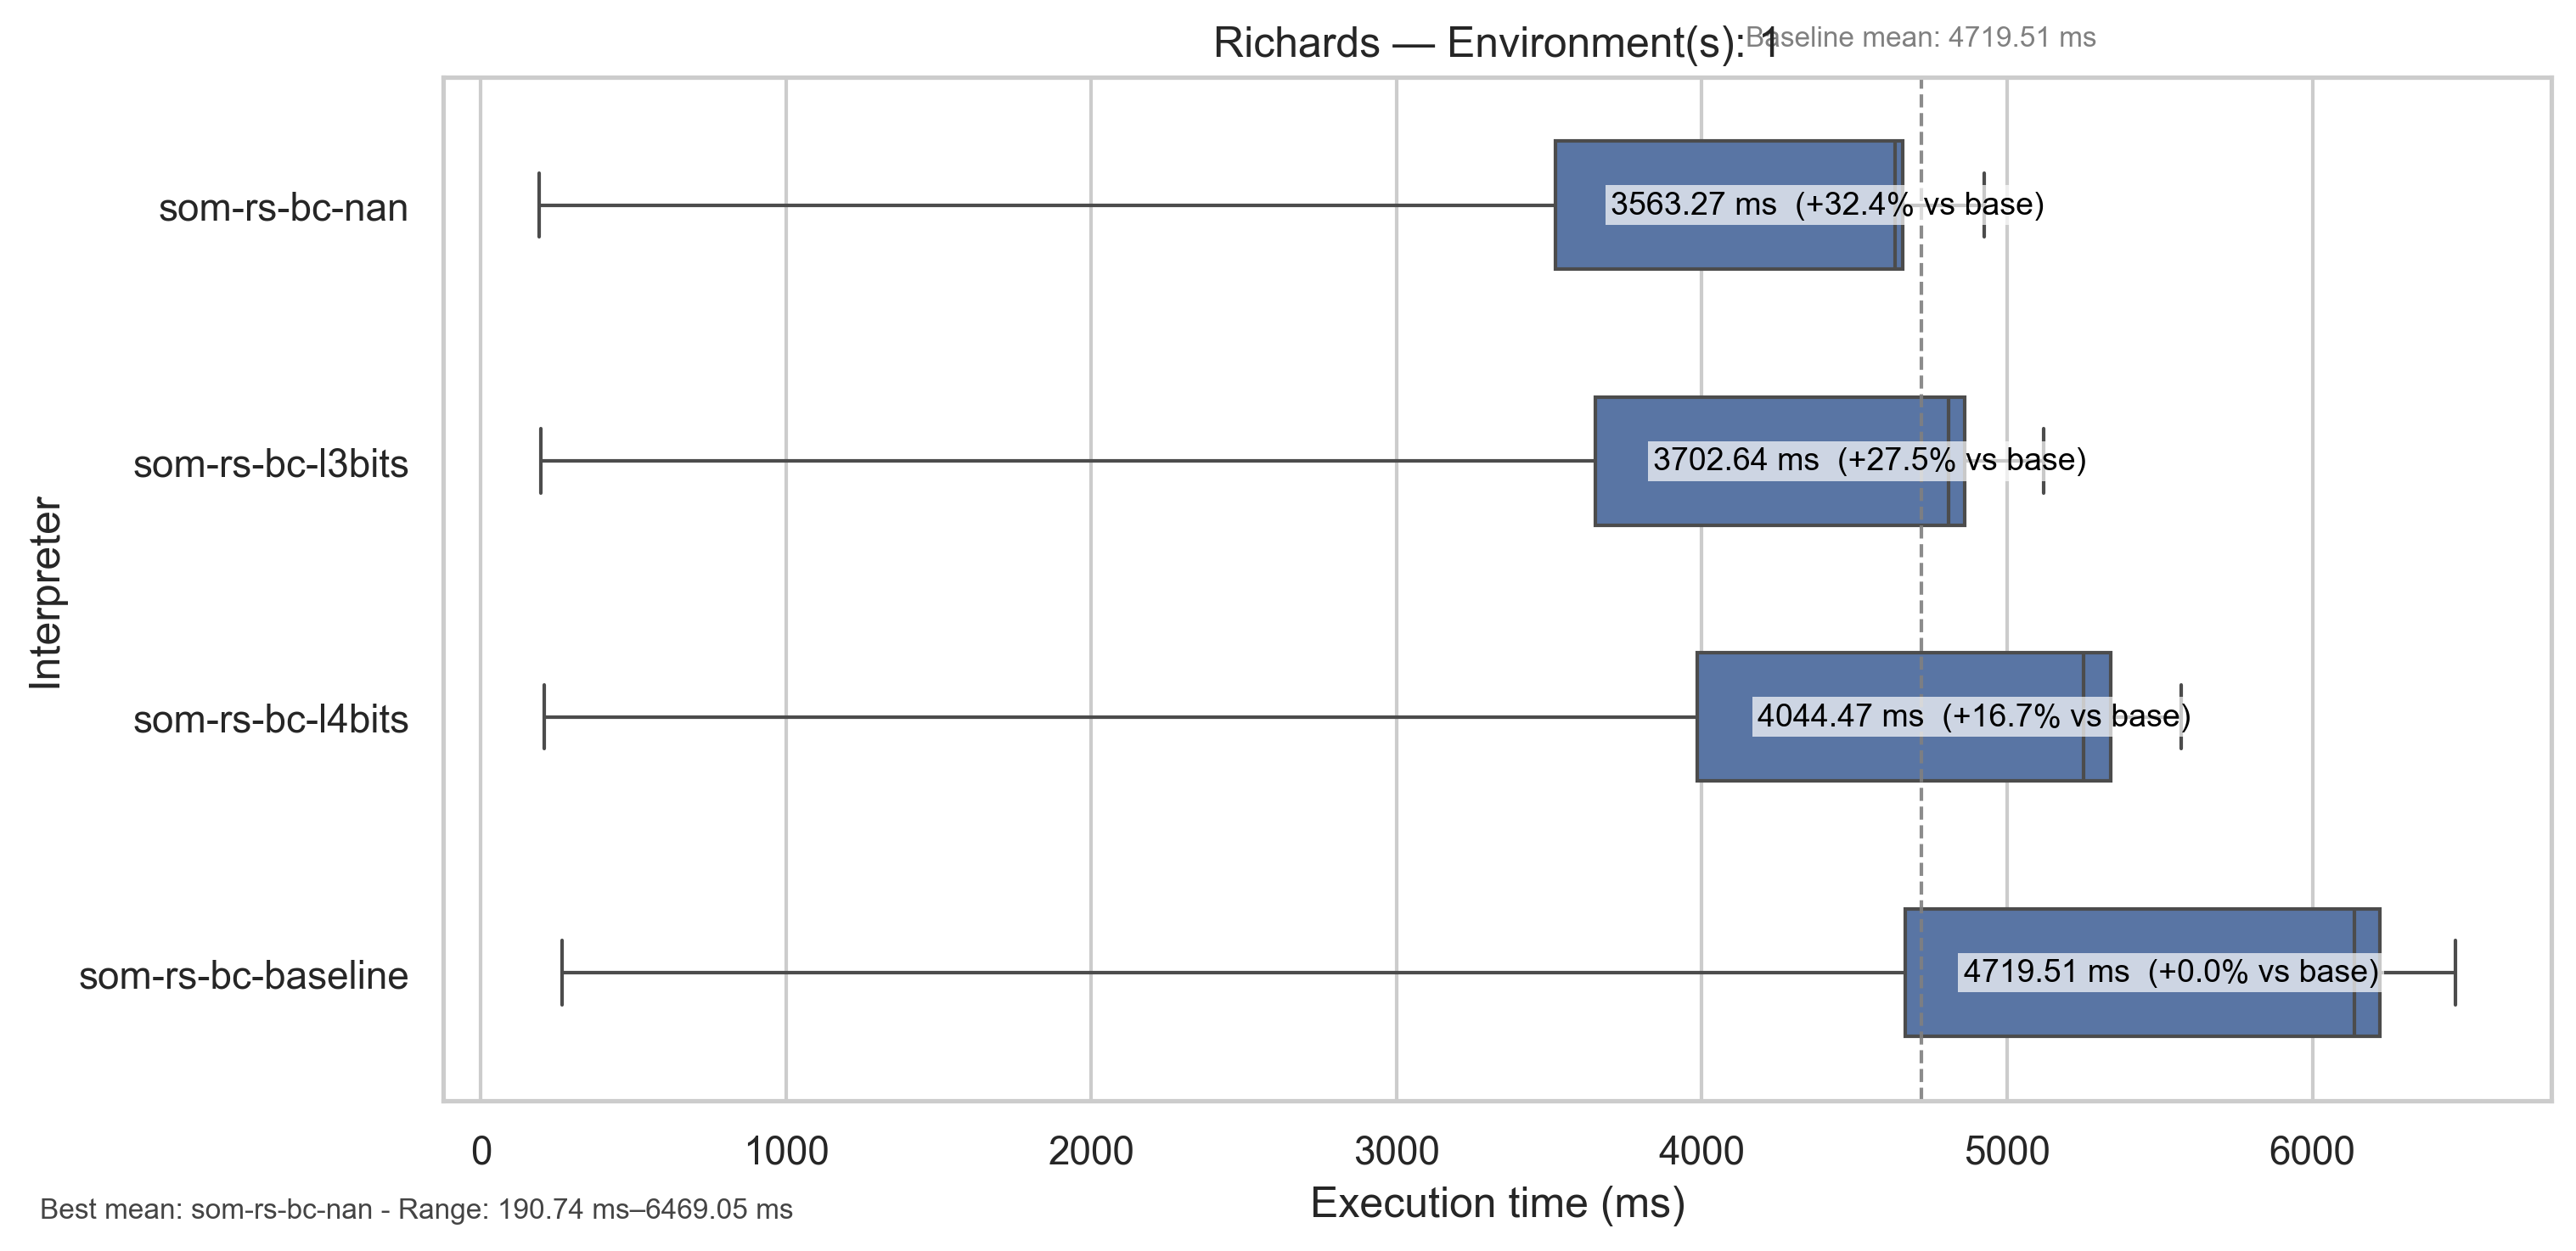 Richards — Environment(s): 1
Baseline mean: 4719.51 ms
Interpreter
som-rs-bc-nan
3563.27 ms (+32.4% vs base)
som-rs-bc-l3bits
3702.64 ms (+27.5% vs base)
som-rs-bc-l4bits
4044.47 ms (+16.7% vs base)
som-rs-bc-baseline
4719.51 ms (+0.0% vs base)
0 1000 2000 3000 4000 5000 6000
Execution time (ms)
Best mean: som-rs-bc-nan - Range: 190.74 ms–6469.05 ms